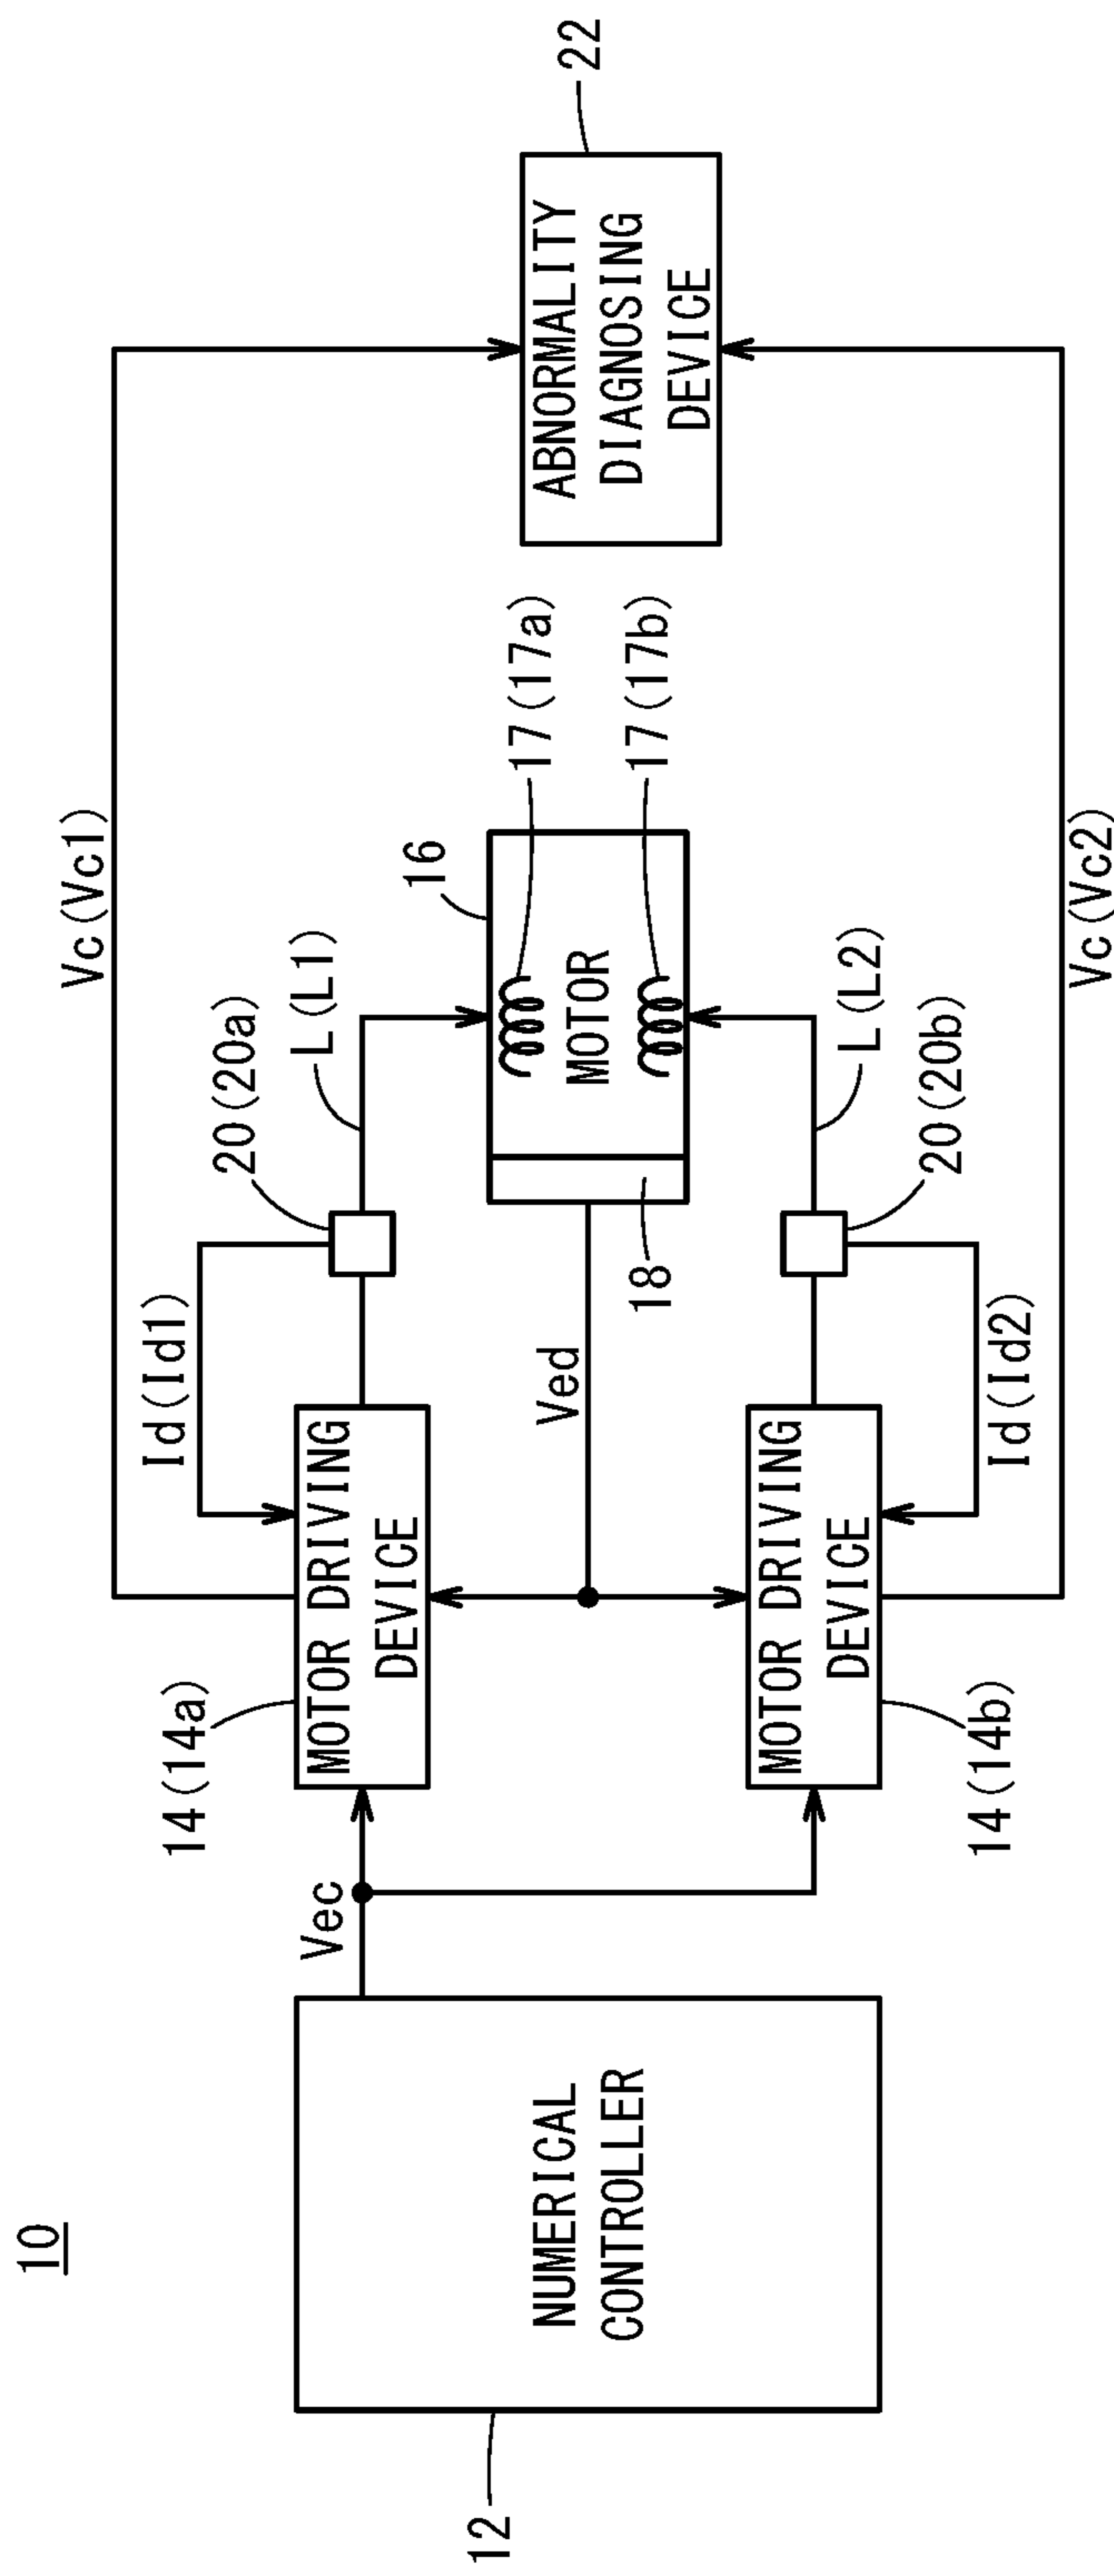 10
Vc(Vc1)
Id(Id1)
20(20a)
L(L1)
14(14a)
16
17(17a)
22
Vec
MOTOR DRIVING
DEVICE
MOTOR
ABNORMALITY
DIAGNOSING
DEVICE
NUMERICAL
CONTROLLER
Ved
18
17(17b)
12
MOTOR DRIVING
DEVICE
L(L2)
20(20b)
14(14b)
Id(Id2)
Vc(Vc2)